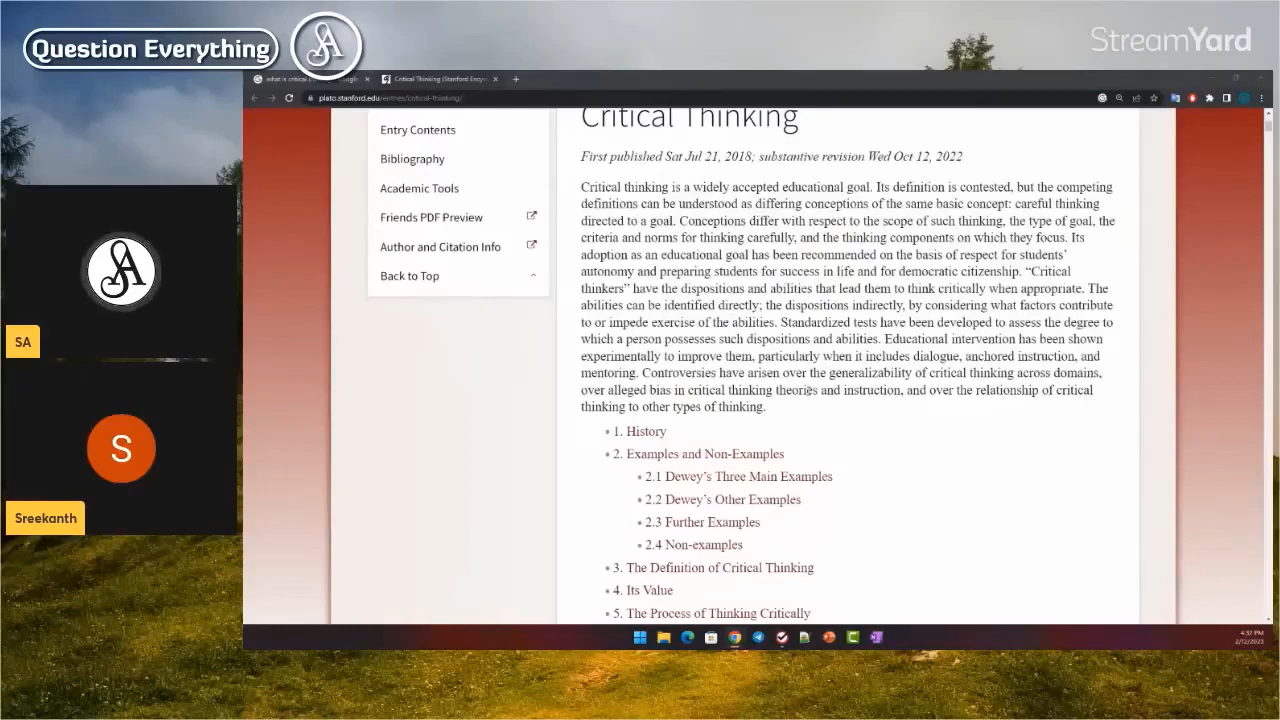 Question Everything
StreamYard
Critical Thinking (Stanford Ency
plato.stanford.edu/entries/critical-thinking/
Critical Thinking
Entry Contents
Bibliography
Academic Tools
Friends PDF Preview
Author and Citation Info
Back to Top
First published Sat Jul 21, 2018; substantive revision Wed Oct 12, 2022
Critical thinking is a widely accepted educational goal. Its definition is contested, but the competing
definitions can be understood as differing conceptions of the same basic concept: careful thinking
directed to a goal. Conceptions differ with respect to the scope of such thinking, the type of goal, the
criteria and norms for thinking carefully, and the thinking components on which they focus. Its
adoption as an educational goal has been recommended on the basis of respect for students’
autonomy and preparing students for success in life and for democratic citizenship. “Critical
thinkers” have the dispositions and abilities that lead them to think critically when appropriate. The
abilities can be identified directly; the dispositions indirectly, by considering what factors contribute
to or impede exercise of the abilities. Standardized tests have been developed to assess the degree to
which a person possesses such dispositions and abilities. Educational intervention has been shown
experimentally to improve them, particularly when it includes dialogue, anchored instruction, and
mentoring. Controversies have arisen over the generalizability of critical thinking across domains,
over alleged bias in critical thinking theories and instruction, and over the relationship of critical
thinking to other types of thinking.
1. History
2. Examples and Non-Examples
2.1 Dewey’s Three Main Examples
2.2 Dewey’s Other Examples
2.3 Further Examples
2.4 Non-examples
3. The Definition of Critical Thinking
4. Its Value
5. The Process of Thinking Critically
SA
S
Sreekanth
4:32 PM
2/12/2023